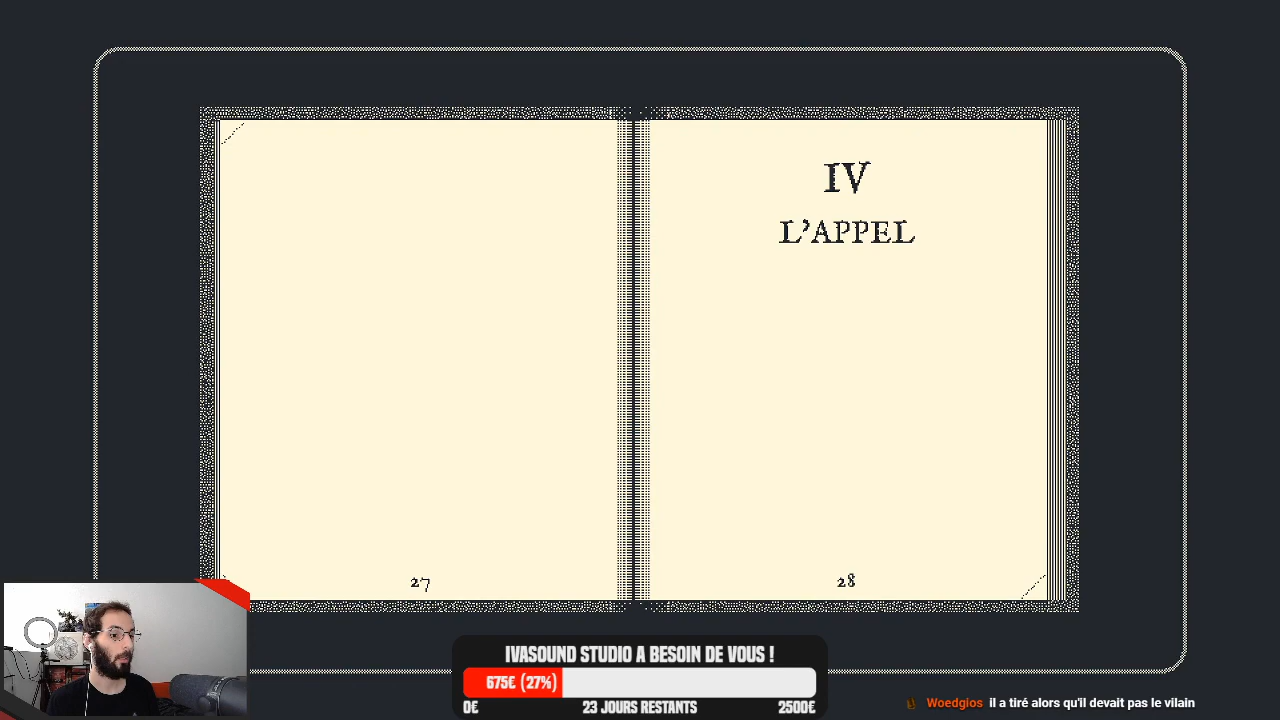 IV
L'APPEL
27
28
IVASOUND STUDIO A BESOIN DE VOUS !
675€ (27%)
0€ 23 JOURS RESTANTS 2500€
Woedgios il a tiré alors qu'il devait pas le vilain